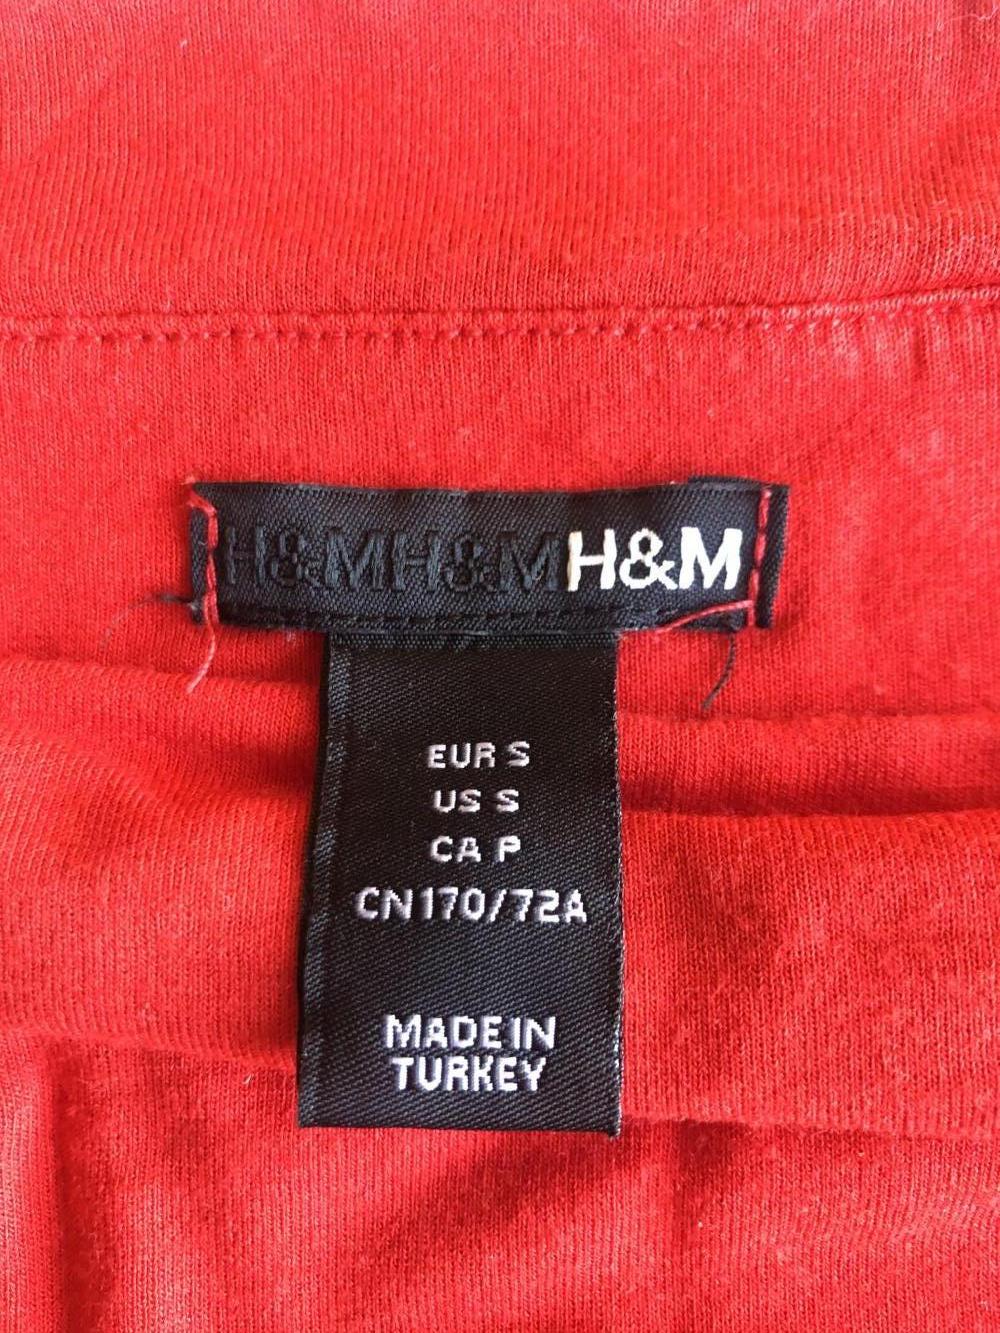 H&MH&MH&M
EUR S
US S
CA P
CN170/72A
MADE IN
TURKEY